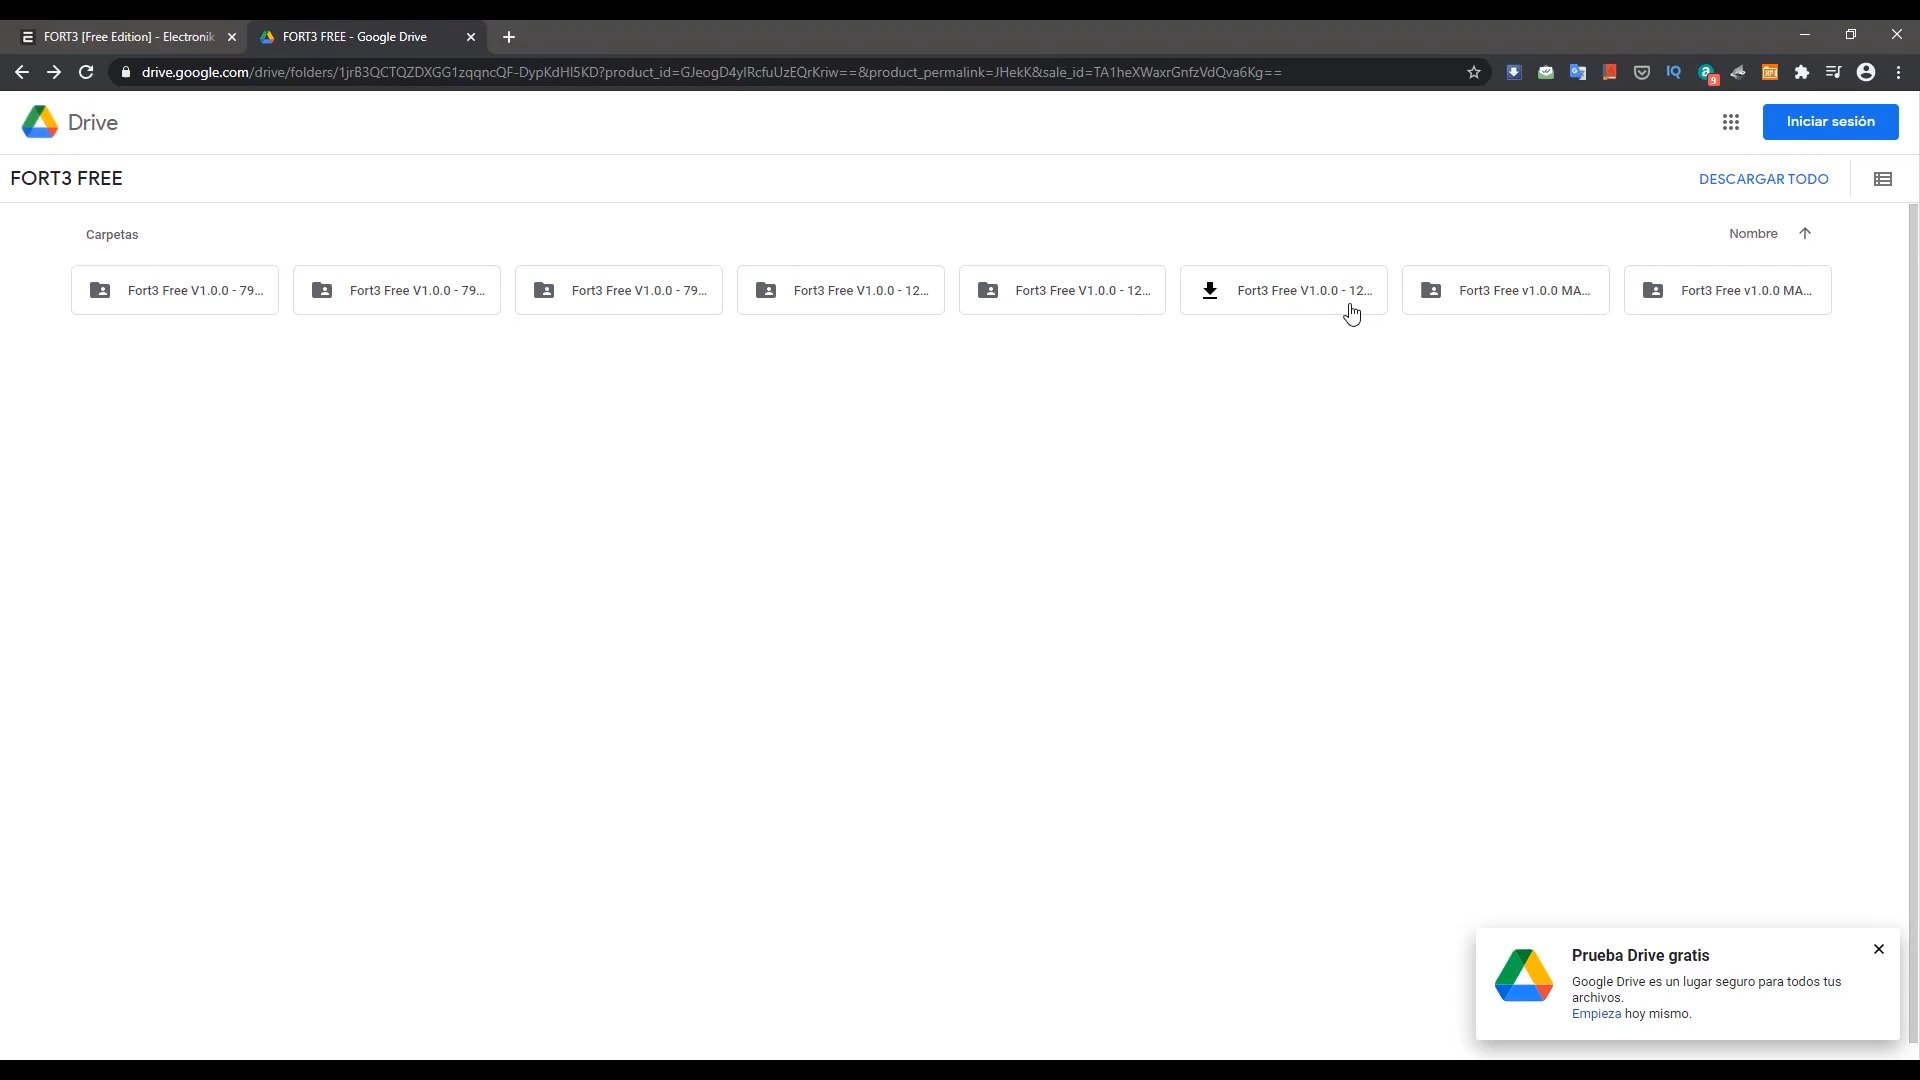 FORT3 [Free Edition] - Electronik
FORT3 FREE - Google Drive
drive.google.com/drive/folders/1jrB3QCTQZDXGG1zqqncQF-DypKdHI5KD?product_id=GJeogD4yIRcfuUzEQrKriw==&product_permalink=JHekK&sale_id=TA1heXWaxrGnfzVdQva6Kg==
IQ
9
Drive
Iniciar sesión
FORT3 FREE
DESCARGAR TODO
Carpetas
Nombre
Fort3 Free V1.0.0 - 79...
Fort3 Free V1.0.0 - 79...
Fort3 Free V1.0.0 - 79...
Fort3 Free V1.0.0 - 12...
Fort3 Free V1.0.0 - 12...
Fort3 Free V1.0.0 - 12...
Fort3 Free v1.0.0 MA...
Fort3 Free v1.0.0 MA...
Prueba Drive gratis
Google Drive es un lugar seguro para todos tus
archivos.
Empieza hoy mismo.